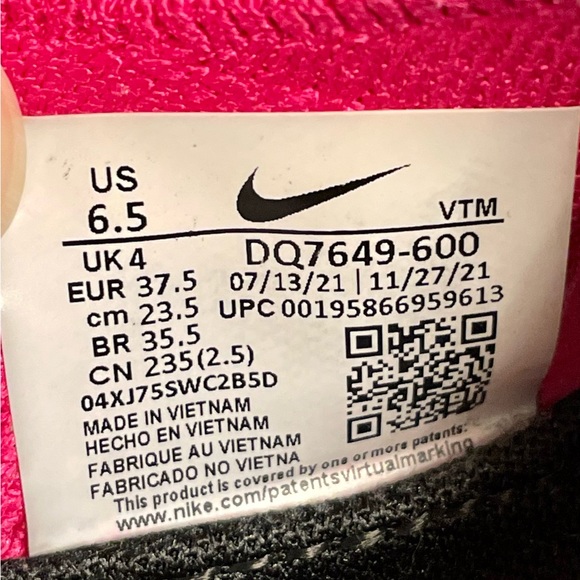 US
6.5
VTM
UK 4
DQ7649-600
EUR 37.5
07/13/21 | 11/27/21
cm 23.5
UPC 00195866959613
BR 35.5
CN 235(2.5)
04XJ75SWC2B5D
MADE IN VIETNAM
HECHO EN VIETNAM
FABRIQUE AU VIETNAM
FABRICADO NO VIETNA
This product is covered by one or more patents:
www.nike.com/patentsvirtualmarking